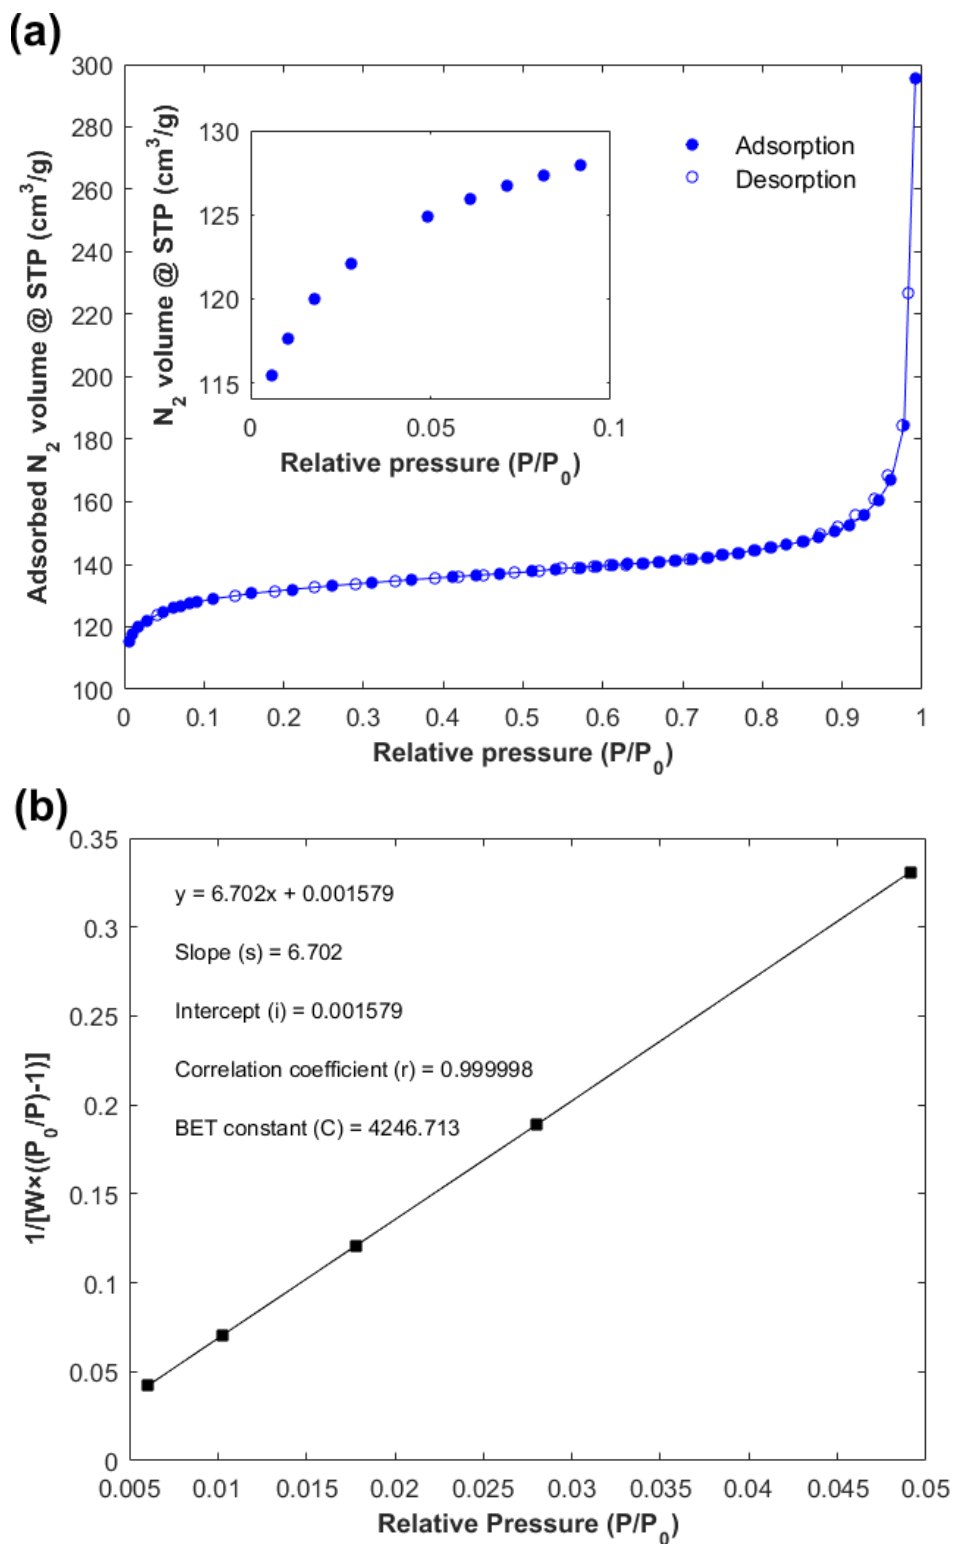 (a)
300
280
260
240
220
200
180
160
140
120
100
Adsorbed N₂ volume @ STP (cm³/g)
130
125
120
115
N₂ volume @ STP (cm³/g)
0 0.05 0.1
Relative pressure (P/P₀)
Adsorption
Desorption
0 0.1 0.2 0.3 0.4 0.5 0.6 0.7 0.8 0.9 1
Relative pressure (P/P₀)
(b)
0.35
0.3
0.25
0.2
0.15
0.1
0.05
0
1/[W×((P₀/P)-1)]
y = 6.702x + 0.001579
Slope (s) = 6.702
Intercept (i) = 0.001579
Correlation coefficient (r) = 0.999998
BET constant (C) = 4246.713
0.005 0.01 0.015 0.02 0.025 0.03 0.035 0.04 0.045 0.05
Relative Pressure (P/P₀)